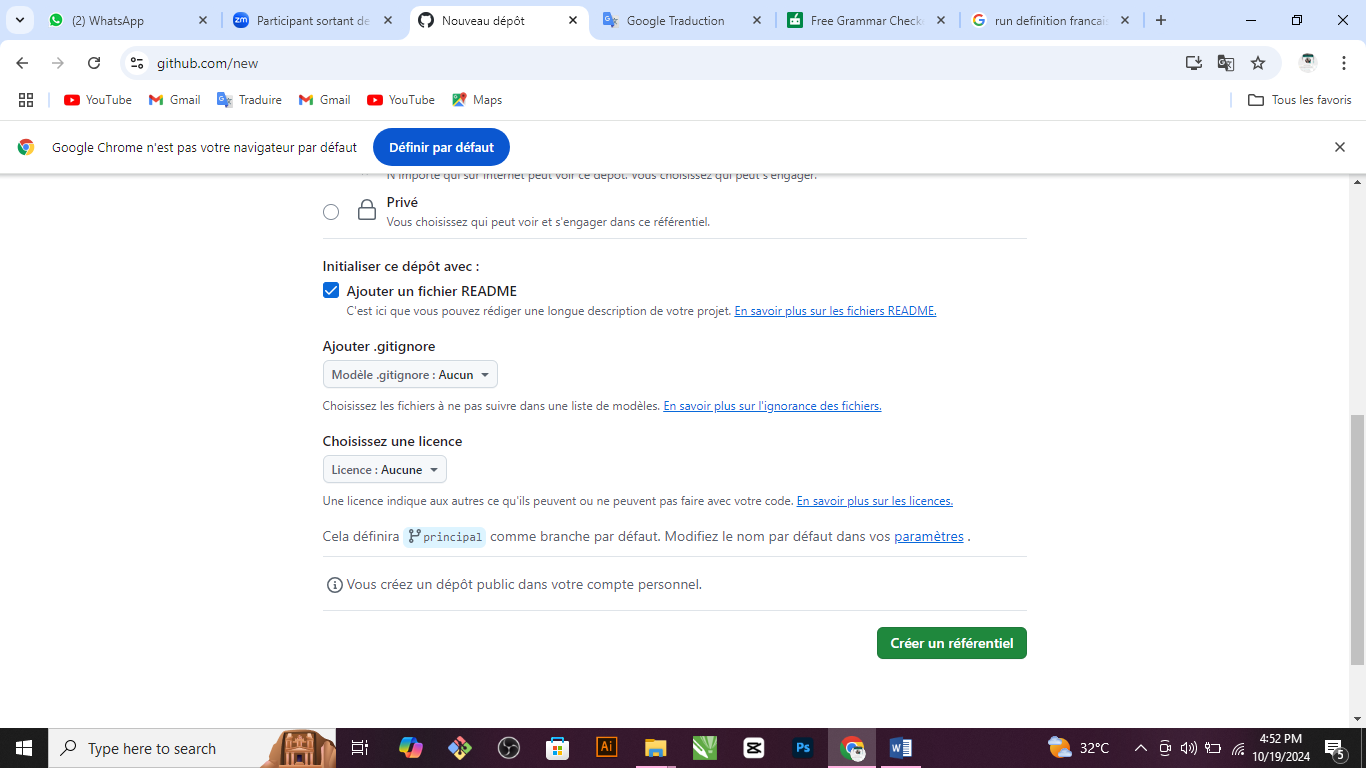 (2) WhatsApp
Participant sortant de
Nouveau dépôt
Google Traduction
Free Grammar Checke
run definition francais
github.com/new
YouTube
Gmail
Traduire
Gmail
YouTube
Maps
Tous les favoris
Google Chrome n'est pas votre navigateur par défaut
Définir par défaut
N'importe qui sur Internet peut voir ce dépôt. Vous choisissez qui peut s'engager.
Privé
Vous choisissez qui peut voir et s'engager dans ce référentiel.
Initialiser ce dépôt avec :
Ajouter un fichier README
C'est ici que vous pouvez rédiger une longue description de votre projet. En savoir plus sur les fichiers README.
Ajouter .gitignore
Modèle .gitignore : Aucun
Choisissez les fichiers à ne pas suivre dans une liste de modèles. En savoir plus sur l'ignorance des fichiers.
Choisissez une licence
Licence : Aucune
Une licence indique aux autres ce qu'ils peuvent ou ne peuvent pas faire avec votre code. En savoir plus sur les licences.
Cela définira principal comme branche par défaut. Modifiez le nom par défaut dans vos paramètres .
Vous créez un dépôt public dans votre compte personnel.
Créer un référentiel
Type here to search
32°C
4:52 PM
10/19/2024
5